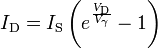 I_D = I_S ( e^{V_D / V_γ} − 1 )